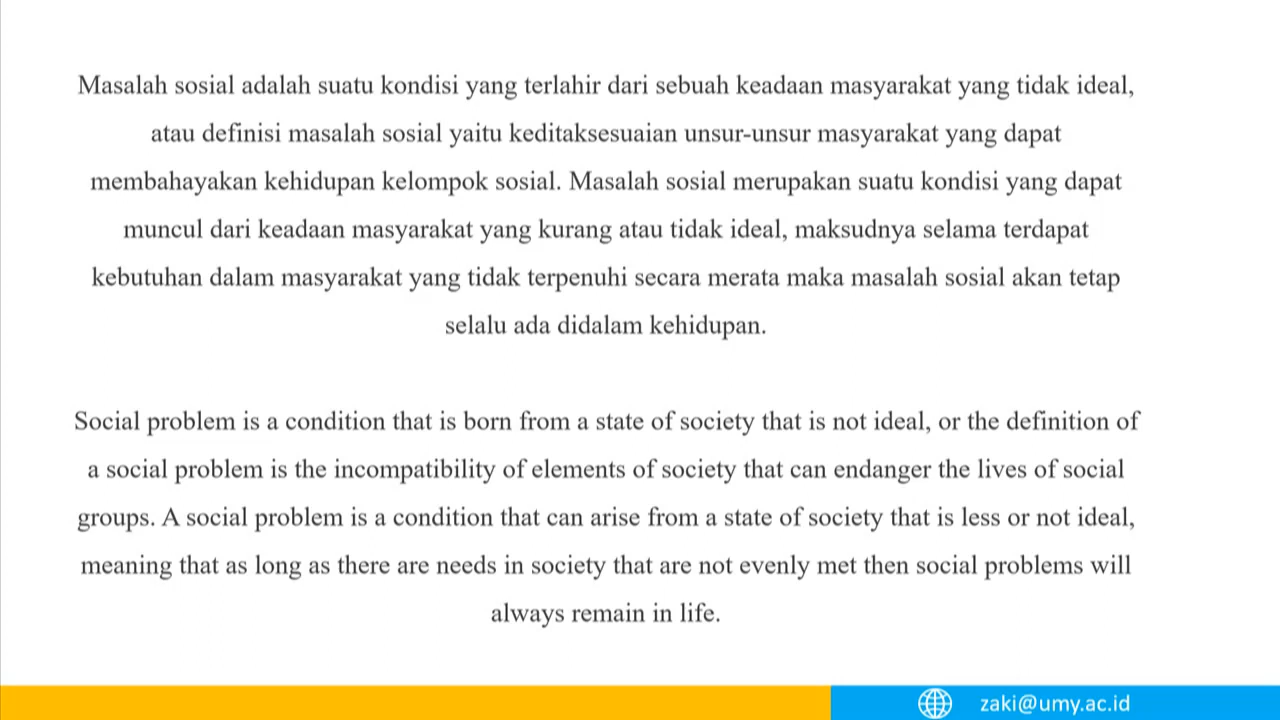 Masalah sosial adalah suatu kondisi yang terlahir dari sebuah keadaan masyarakat yang tidak ideal,
atau definisi masalah sosial yaitu keditaksesuaian unsur-unsur masyarakat yang dapat
membahayakan kehidupan kelompok sosial. Masalah sosial merupakan suatu kondisi yang dapat
muncul dari keadaan masyarakat yang kurang atau tidak ideal, maksudnya selama terdapat
kebutuhan dalam masyarakat yang tidak terpenuhi secara merata maka masalah sosial akan tetap
selalu ada didalam kehidupan.
Social problem is a condition that is born from a state of society that is not ideal, or the definition of
a social problem is the incompatibility of elements of society that can endanger the lives of social
groups. A social problem is a condition that can arise from a state of society that is less or not ideal,
meaning that as long as there are needs in society that are not evenly met then social problems will
always remain in life.
zaki@umy.ac.id